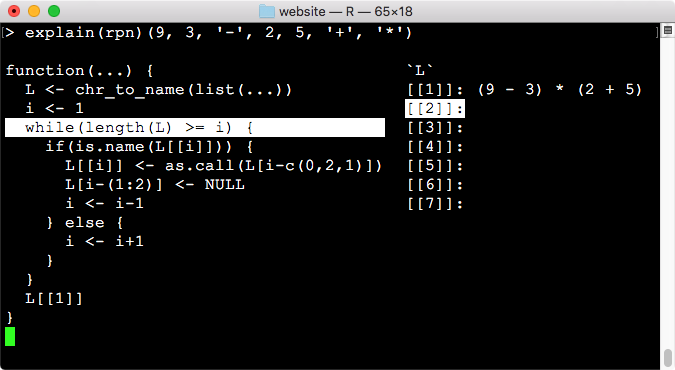 website — R — 65×18
> explain(rpn)(9, 3, '-', 2, 5, '+', '*')
function(...) {
  L <- chr_to_name(list(...))
  i <- 1
  while(length(L) >= i) {
    if(is.name(L[[i]])) {
      L[[i]] <- as.call(L[i-c(0,2,1)])
      L[i-(1:2)] <- NULL
      i <- i-1
    } else {
      i <- i+1
    }
  }
  L[[1]]
}
`L`
[[1]]: (9 - 3) * (2 + 5)
[[2]]:
[[3]]:
[[4]]:
[[5]]:
[[6]]:
[[7]]: